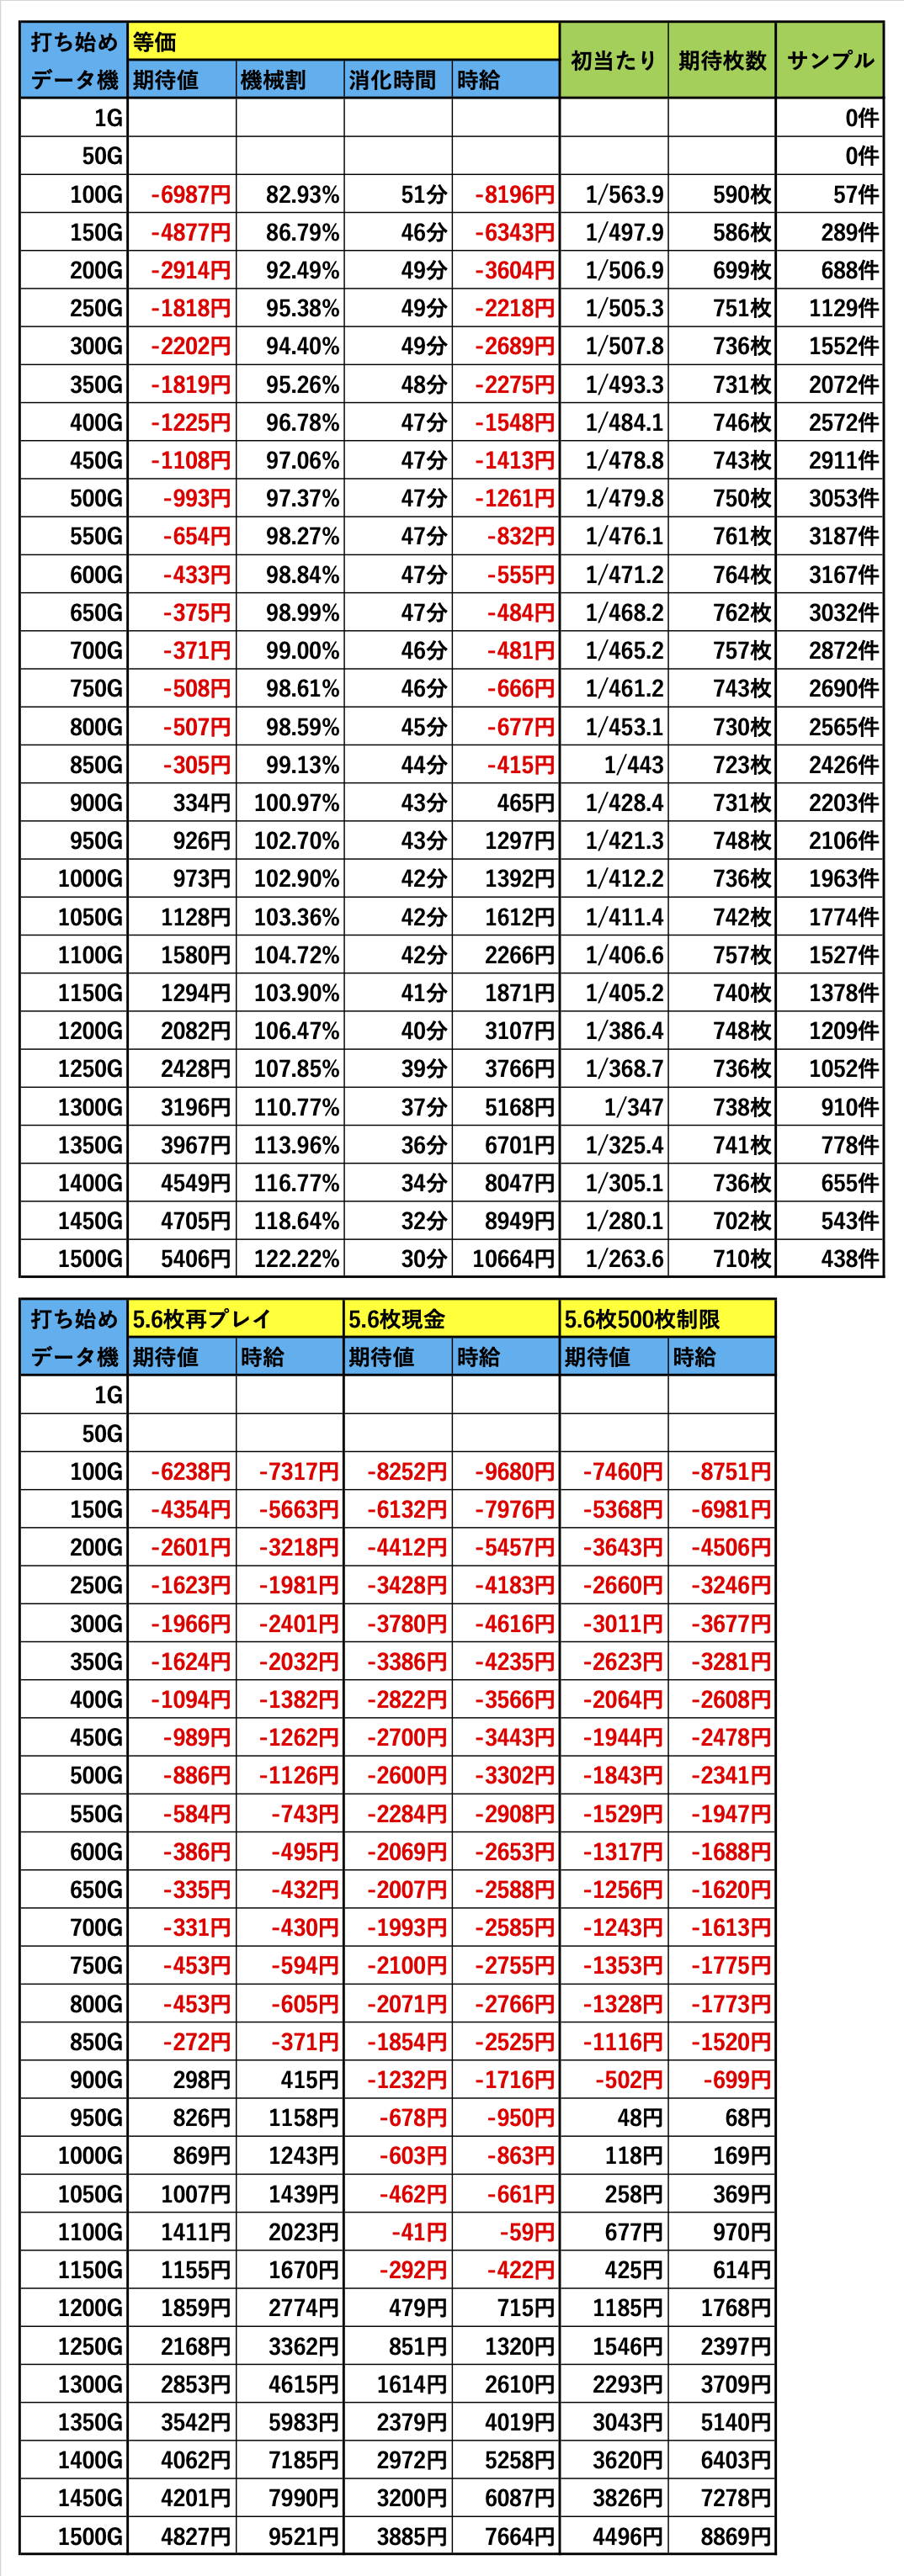 打ち始め 等価 初当たり 期待枚数 サンプル
データ機 期待値 機械割 消化時間 時給
1G 0件
50G 0件
100G -6987円 82.93% 51分 -8196円 1/563.9 590枚 57件
150G -4877円 86.79% 46分 -6343円 1/497.9 586枚 289件
200G -2914円 92.49% 49分 -3604円 1/506.9 699枚 688件
250G -1818円 95.38% 49分 -2218円 1/505.3 751枚 1129件
300G -2202円 94.40% 49分 -2689円 1/507.8 736枚 1552件
350G -1819円 95.26% 48分 -2275円 1/493.3 731枚 2072件
400G -1225円 96.78% 47分 -1548円 1/484.1 746枚 2572件
450G -1108円 97.06% 47分 -1413円 1/478.8 743枚 2911件
500G -993円 97.37% 47分 -1261円 1/479.8 750枚 3053件
550G -654円 98.27% 47分 -832円 1/476.1 761枚 3187件
600G -433円 98.84% 47分 -555円 1/471.2 764枚 3167件
650G -375円 98.99% 47分 -484円 1/468.2 762枚 3032件
700G -371円 99.00% 46分 -481円 1/465.2 757枚 2872件
750G -508円 98.61% 46分 -666円 1/461.2 743枚 2690件
800G -507円 98.59% 45分 -677円 1/453.1 730枚 2565件
850G -305円 99.13% 44分 -415円 1/443 723枚 2426件
900G 334円 100.97% 43分 465円 1/428.4 731枚 2203件
950G 926円 102.70% 43分 1297円 1/421.3 748枚 2106件
1000G 973円 102.90% 42分 1392円 1/412.2 736枚 1963件
1050G 1128円 103.36% 42分 1612円 1/411.4 742枚 1774件
1100G 1580円 104.72% 42分 2266円 1/406.6 757枚 1527件
1150G 1294円 103.90% 41分 1871円 1/405.2 740枚 1378件
1200G 2082円 106.47% 40分 3107円 1/386.4 748枚 1209件
1250G 2428円 107.85% 39分 3766円 1/368.7 736枚 1052件
1300G 3196円 110.77% 37分 5168円 1/347 738枚 910件
1350G 3967円 113.96% 36分 6701円 1/325.4 741枚 778件
1400G 4549円 116.77% 34分 8047円 1/305.1 736枚 655件
1450G 4705円 118.64% 32分 8949円 1/280.1 702枚 543件
1500G 5406円 122.22% 30分 10664円 1/263.6 710枚 438件
打ち始め 5.6枚再プレイ 5.6枚現金 5.6枚500枚制限
データ機 期待値 時給 期待値 時給 期待値 時給
1G
50G
100G -6238円 -7317円 -8252円 -9680円 -7460円 -8751円
150G -4354円 -5663円 -6132円 -7976円 -5368円 -6981円
200G -2601円 -3218円 -4412円 -5457円 -3643円 -4506円
250G -1623円 -1981円 -3428円 -4183円 -2660円 -3246円
300G -1966円 -2401円 -3780円 -4616円 -3011円 -3677円
350G -1624円 -2032円 -3386円 -4235円 -2623円 -3281円
400G -1094円 -1382円 -2822円 -3566円 -2064円 -2608円
450G -989円 -1262円 -2700円 -3443円 -1944円 -2478円
500G -886円 -1126円 -2600円 -3302円 -1843円 -2341円
550G -584円 -743円 -2284円 -2908円 -1529円 -1947円
600G -386円 -495円 -2069円 -2653円 -1317円 -1688円
650G -335円 -432円 -2007円 -2588円 -1256円 -1620円
700G -331円 -430円 -1993円 -2585円 -1243円 -1613円
750G -453円 -594円 -2100円 -2755円 -1353円 -1775円
800G -453円 -605円 -2071円 -2766円 -1328円 -1773円
850G -272円 -371円 -1854円 -2525円 -1116円 -1520円
900G 298円 415円 -1232円 -1716円 -502円 -699円
950G 826円 1158円 -678円 -950円 48円 68円
1000G 869円 1243円 -603円 -863円 118円 169円
1050G 1007円 1439円 -462円 -661円 258円 369円
1100G 1411円 2023円 -41円 -59円 677円 970円
1150G 1155円 1670円 -292円 -422円 425円 614円
1200G 1859円 2774円 479円 715円 1185円 1768円
1250G 2168円 3362円 851円 1320円 1546円 2397円
1300G 2853円 4615円 1614円 2610円 2293円 3709円
1350G 3542円 5983円 2379円 4019円 3043円 5140円
1400G 4062円 7185円 2972円 5258円 3620円 6403円
1450G 4201円 7990円 3200円 6087円 3826円 7278円
1500G 4827円 9521円 3885円 7664円 4496円 8869円